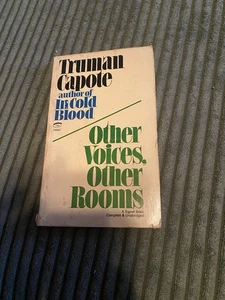 Truman
Capote
author of
In Cold
Blood
Other
Voices,
Other
Rooms
A Signet Book
Complete & Unabridged